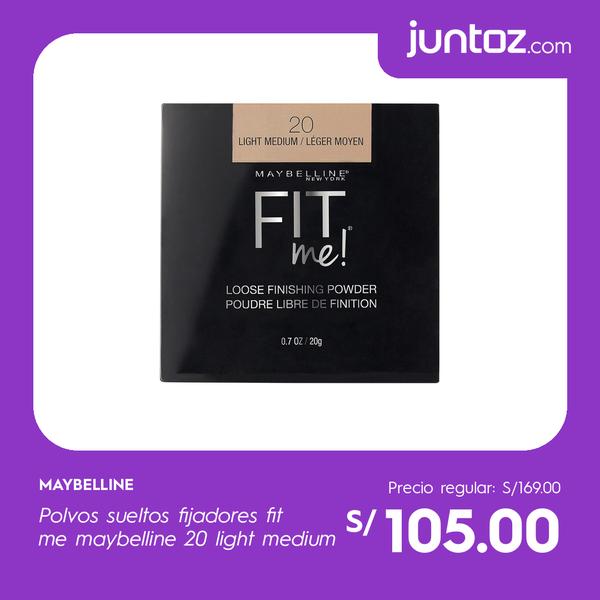 juntoz.com
20
LIGHT MEDIUM / LÉGER MOYEN
MAYBELLINE®
NEW YORK
FIT
me!®
LOOSE FINISHING POWDER
POUDRE LIBRE DE FINITION
0.7 OZ / 20g
MAYBELLINE
Polvos sueltos fijadores fit
me maybelline 20 light medium
Precio regular: S/169.00
S/ 105.00